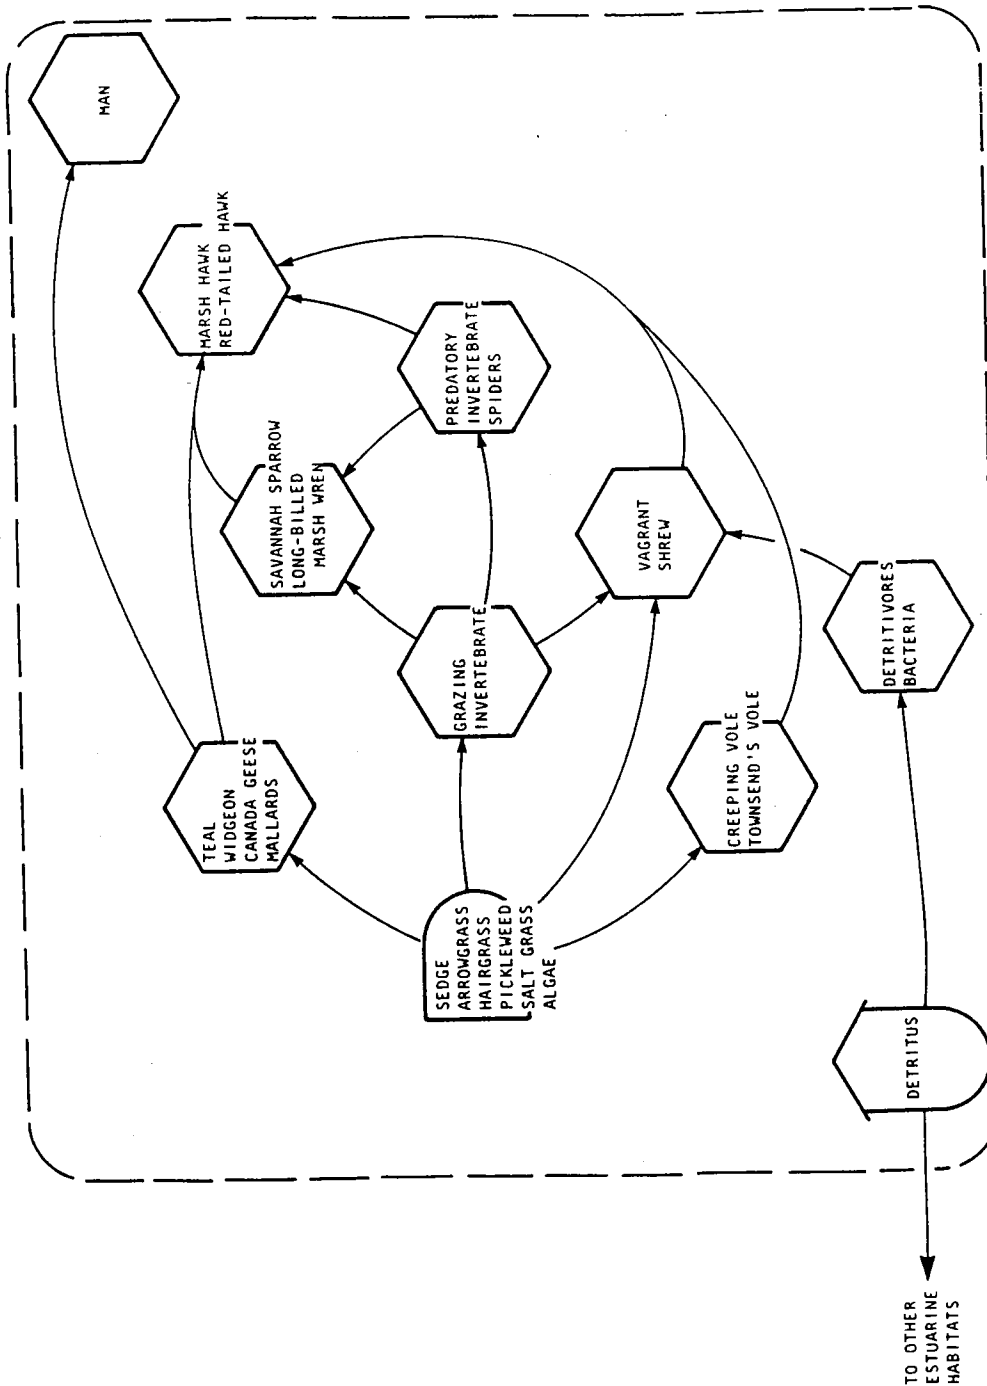 MAN
MARSH HAWK
RED-TAILED HAWK
SAVANNAH SPARROW
LONG-BILLED
MARSH WREN
PREDATORY
INVERTEBRATE
SPIDERS
TEAL
WIDGEON
CANADA GEESE
MALLARDS
GRAZING
INVERTEBRATE
VAGRANT
SHREW
SEDGE
ARROWGRASS
HAIRGRASS
PICKLEWEED
SALT GRASS
ALGAE
CREEPING VOLE
TOWNSEND'S VOLE
DETRITIVORES
BACTERIA
DETRITUS
TO OTHER
ESTUARINE
HABITATS